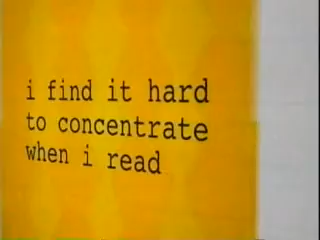 i find it hard
to concentrate
when i read